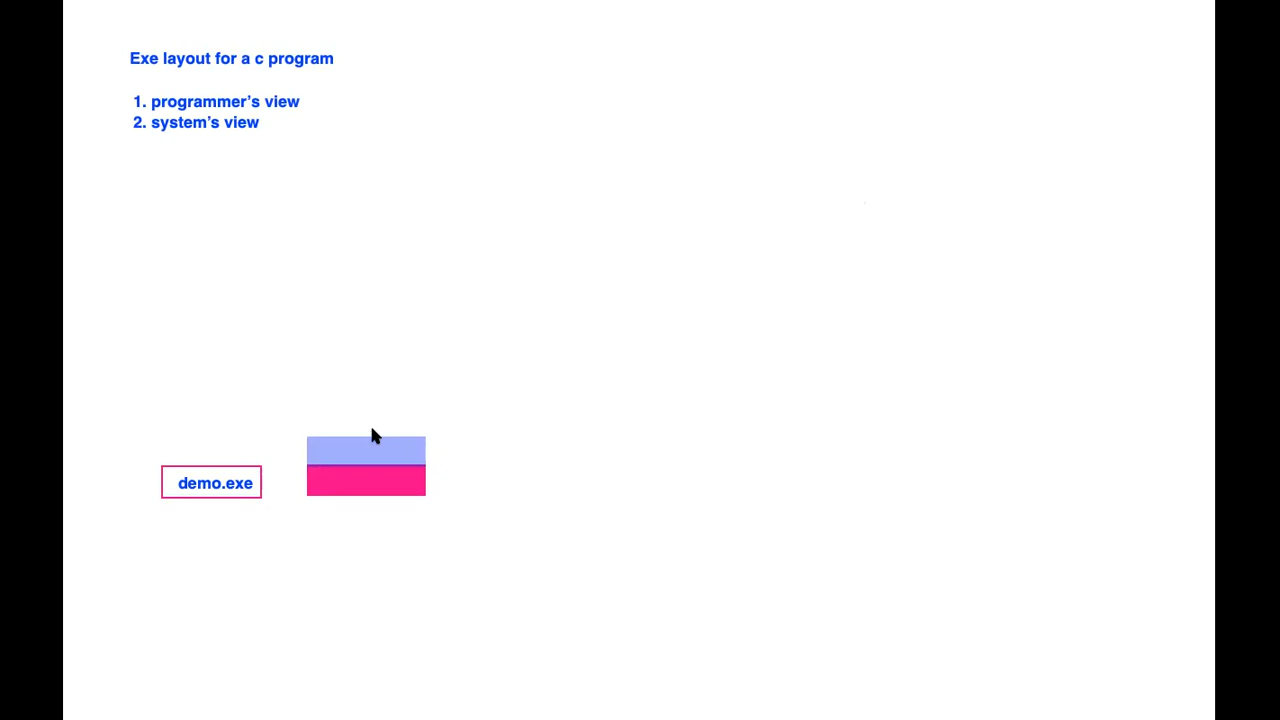 Exe layout for a c program
1. programmer’s view
2. system’s view
demo.exe